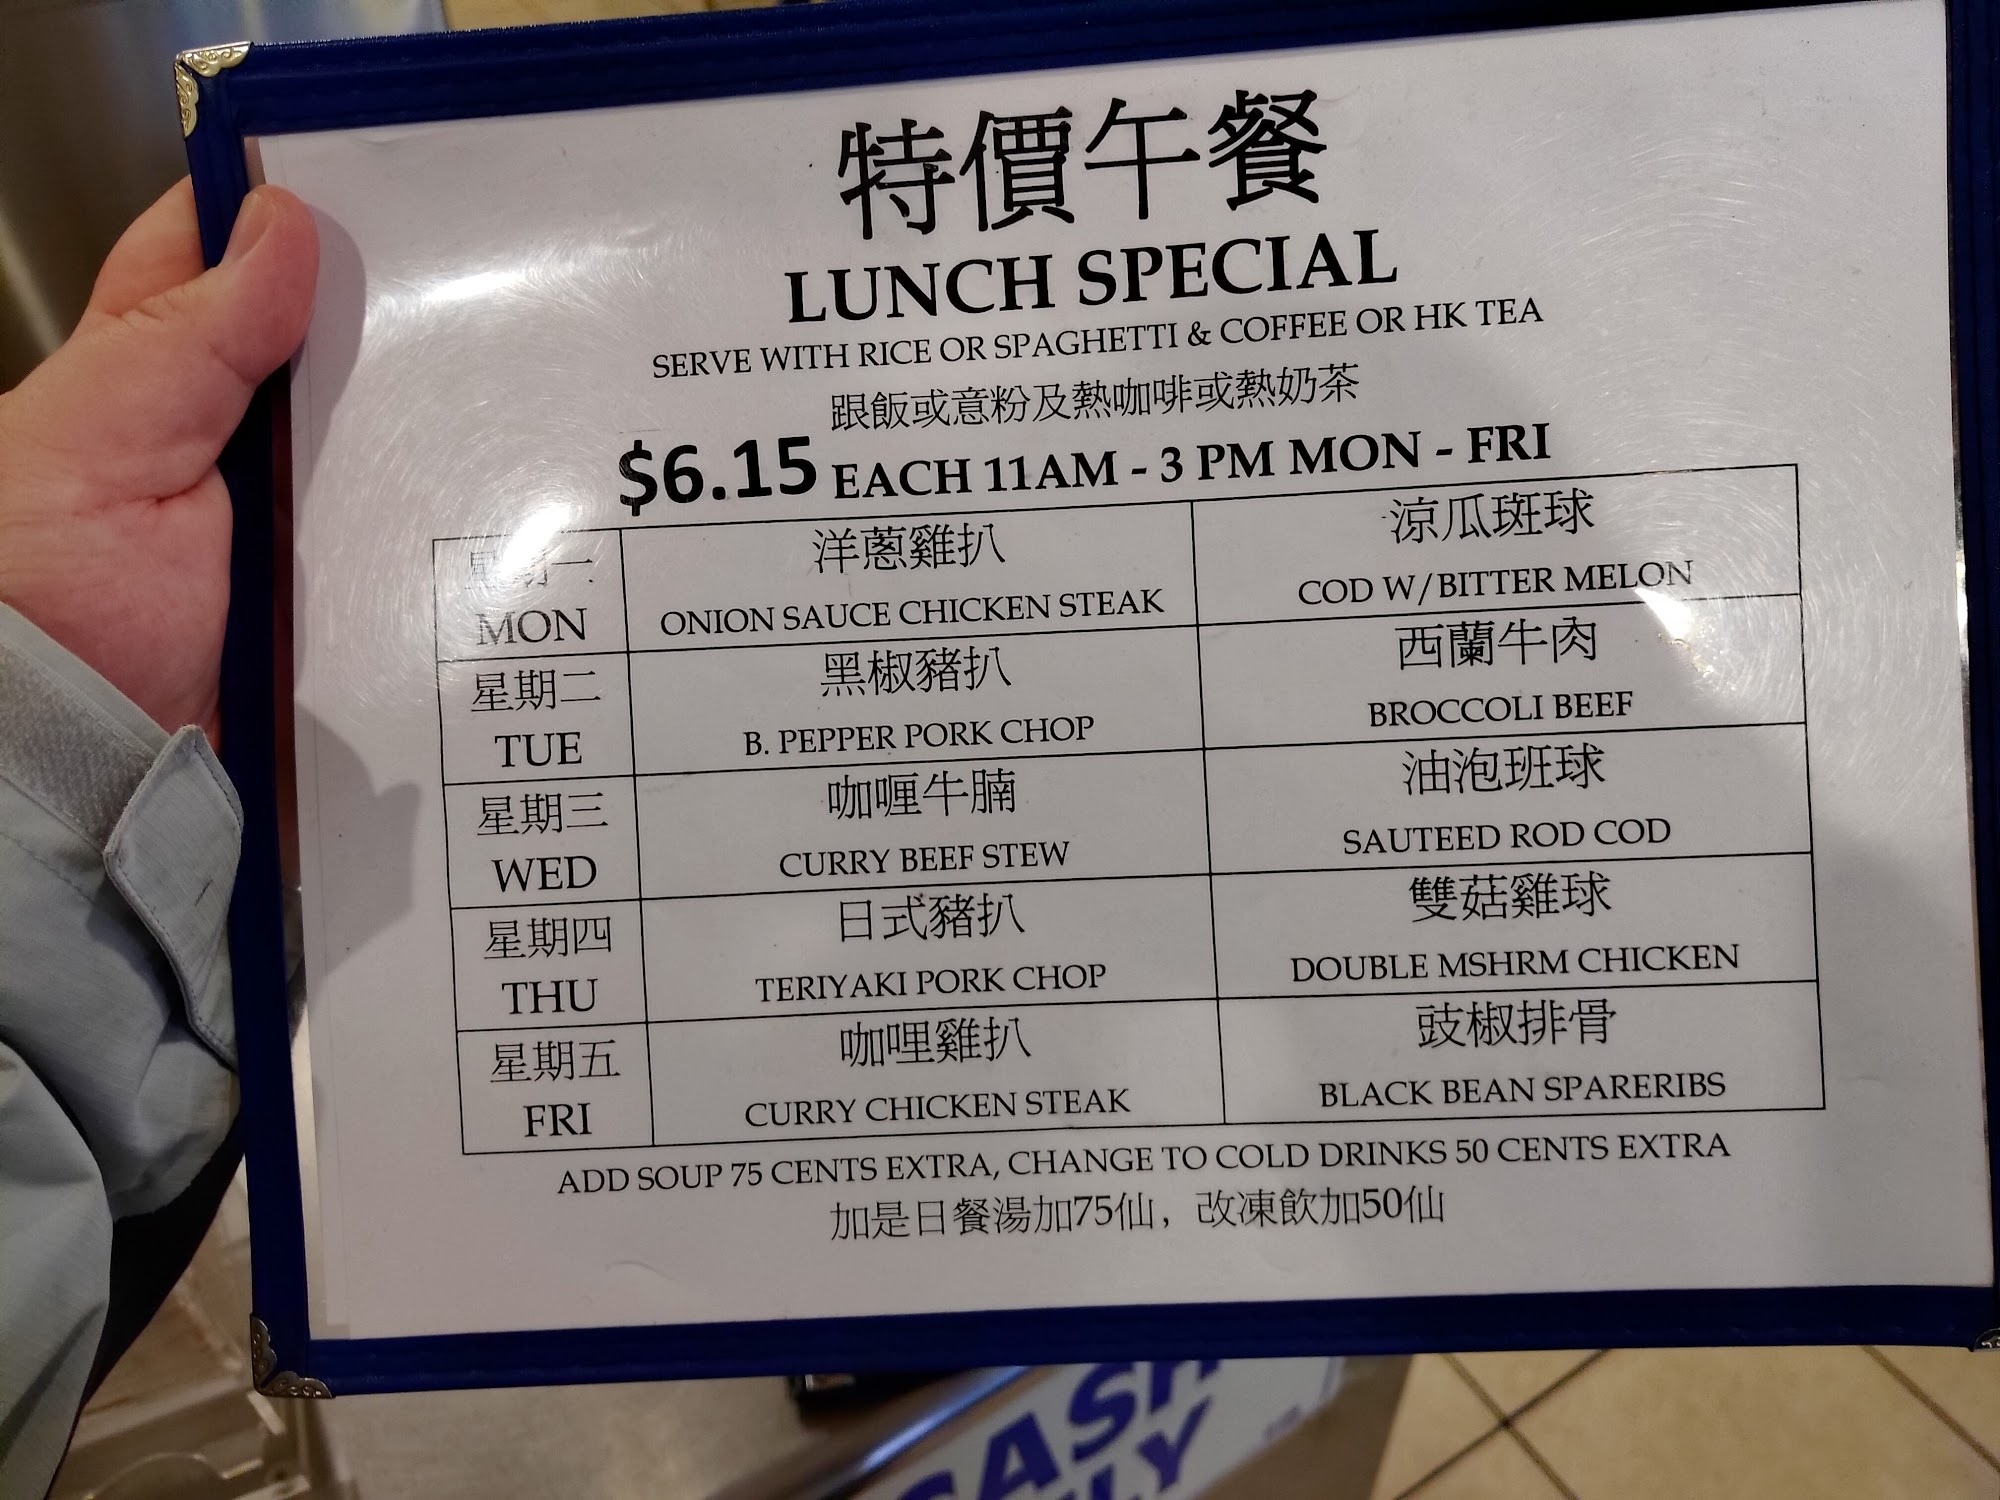 特價午餐
LUNCH SPECIAL
SERVE WITH RICE OR SPAGHETTI & COFFEE OR HK TEA
跟飯或意粉及熱咖啡或熱奶茶
$6.15 EACH 11AM - 3 PM MON - FRI
星期一
MON
洋蔥雞扒
ONION SAUCE CHICKEN STEAK
涼瓜斑球
COD W/BITTER MELON
星期二
TUE
黑椒豬扒
B. PEPPER PORK CHOP
西蘭牛肉
BROCCOLI BEEF
星期三
WED
咖喱牛腩
CURRY BEEF STEW
油泡班球
SAUTEED ROD COD
星期四
THU
日式豬扒
TERIYAKI PORK CHOP
雙菇雞球
DOUBLE MSHRM CHICKEN
星期五
FRI
咖哩雞扒
CURRY CHICKEN STEAK
豉椒排骨
BLACK BEAN SPARERIBS
ADD SOUP 75 CENTS EXTRA, CHANGE TO COLD DRINKS 50 CENTS EXTRA
加是日餐湯加75仙，改凍飲加50仙
CASH